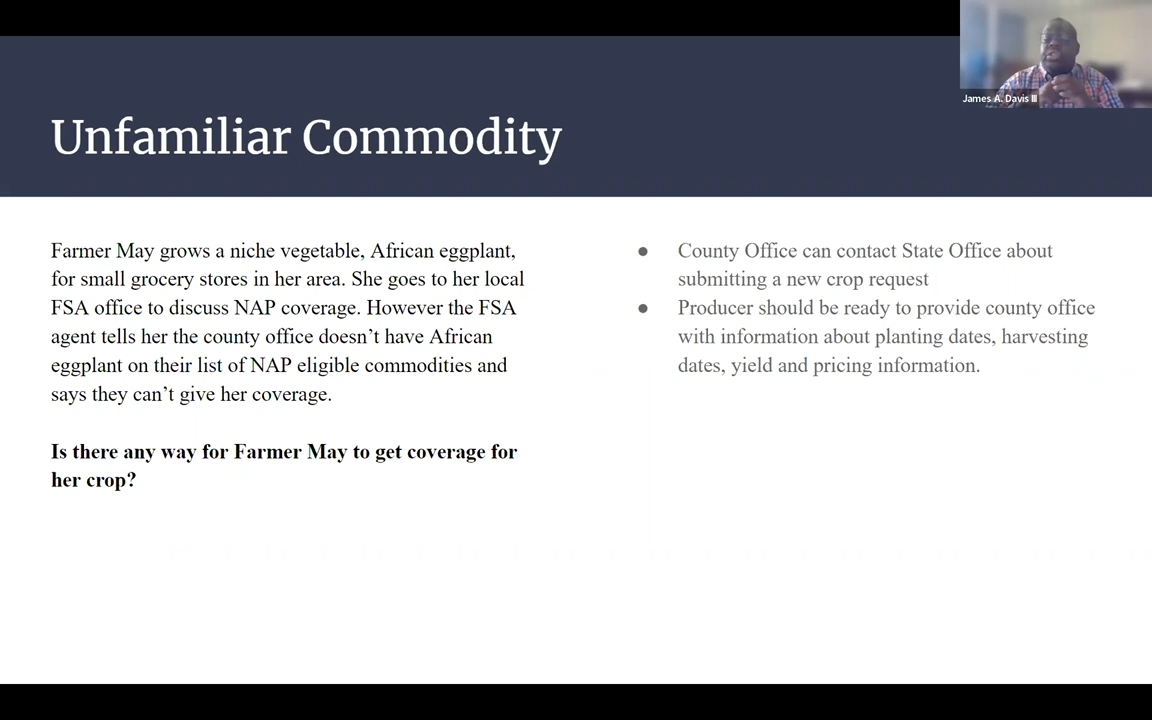 James A. Davis III
Unfamiliar Commodity
Farmer May grows a niche vegetable, African eggplant,
for small grocery stores in her area. She goes to her local
FSA office to discuss NAP coverage. However the FSA
agent tells her the county office doesn’t have African
eggplant on their list of NAP eligible commodities and
says they can’t give her coverage.
Is there any way for Farmer May to get coverage for
her crop?
● County Office can contact State Office about
submitting a new crop request
● Producer should be ready to provide county office
with information about planting dates, harvesting
dates, yield and pricing information.